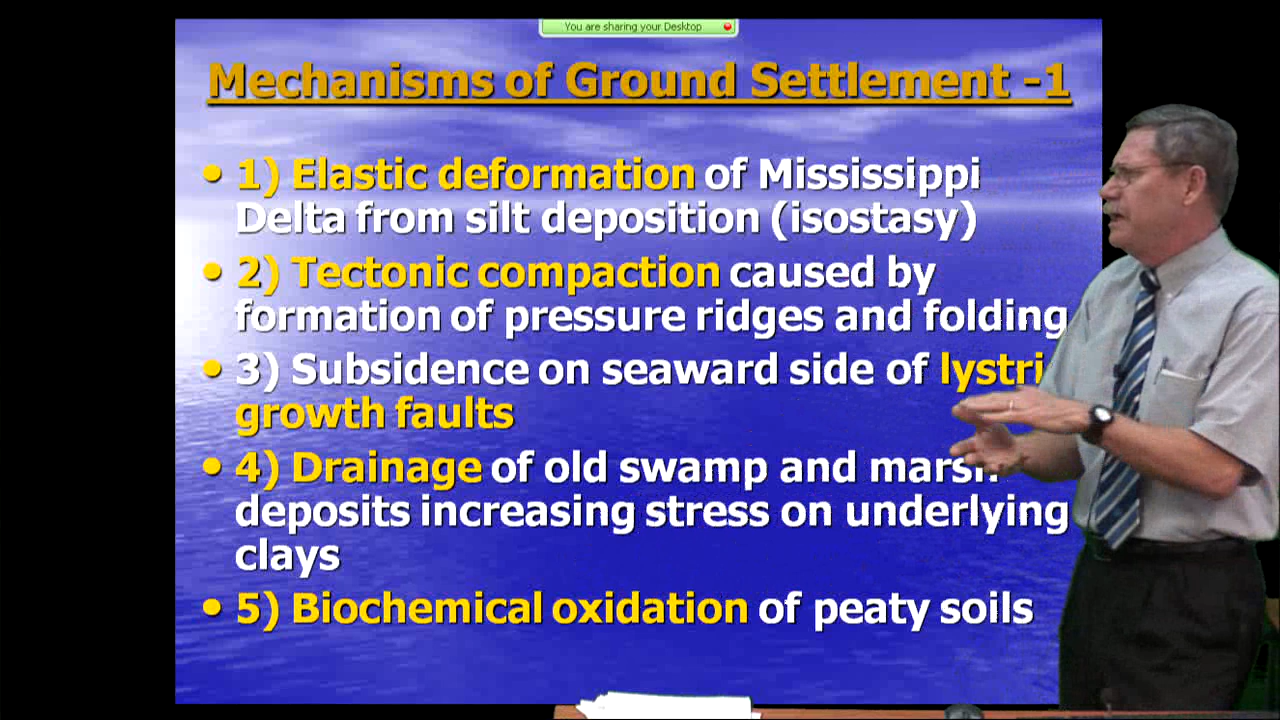 You are sharing your Desktop
Mechanisms of Ground Settlement -1
• 1) Elastic deformation of Mississippi
Delta from silt deposition (isostasy)
• 2) Tectonic compaction caused by
formation of pressure ridges and folding
• 3) Subsidence on seaward side of
growth faults
• 4) Drainage of old swamp and marsh
deposits increasing stress on underlying
clays
• 5) Biochemical oxidation of peaty soils